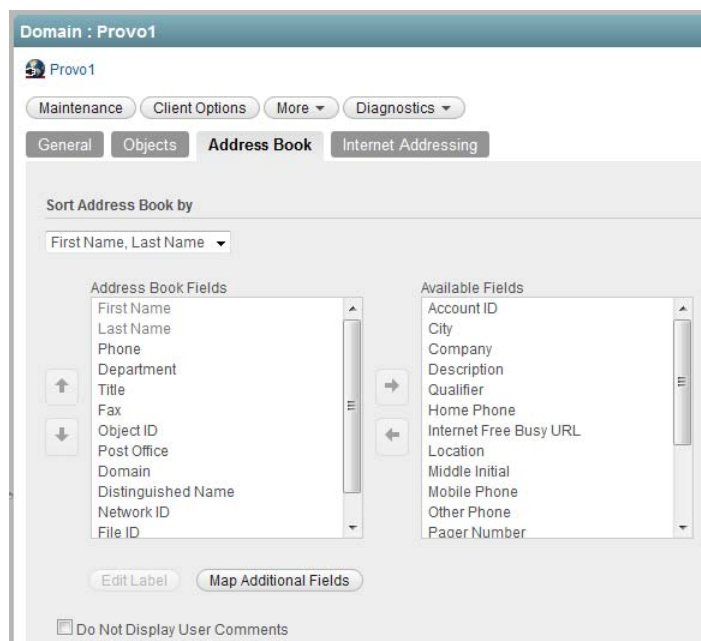 Domain : Provo1
Provo1
Maintenance Client Options More Diagnostics
General Objects Address Book Internet Addressing
Sort Address Book by
First Name, Last Name
Address Book Fields
First Name
Last Name
Phone
Department
Title
Fax
Object ID
Post Office
Domain
Distinguished Name
Network ID
File ID
Available Fields
Account ID
City
Company
Description
Qualifier
Home Phone
Internet Free Busy URL
Location
Middle Initial
Mobile Phone
Other Phone
Pager Number
Edit Label Map Additional Fields
Do Not Display User Comments